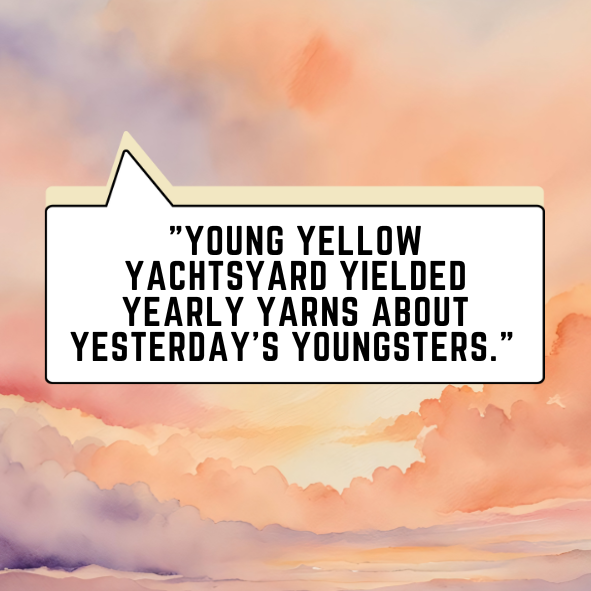 ”YOUNG YELLOW
YACHTSYARD YIELDED
YEARLY YARNS ABOUT
YESTERDAY’S YOUNGSTERS.”